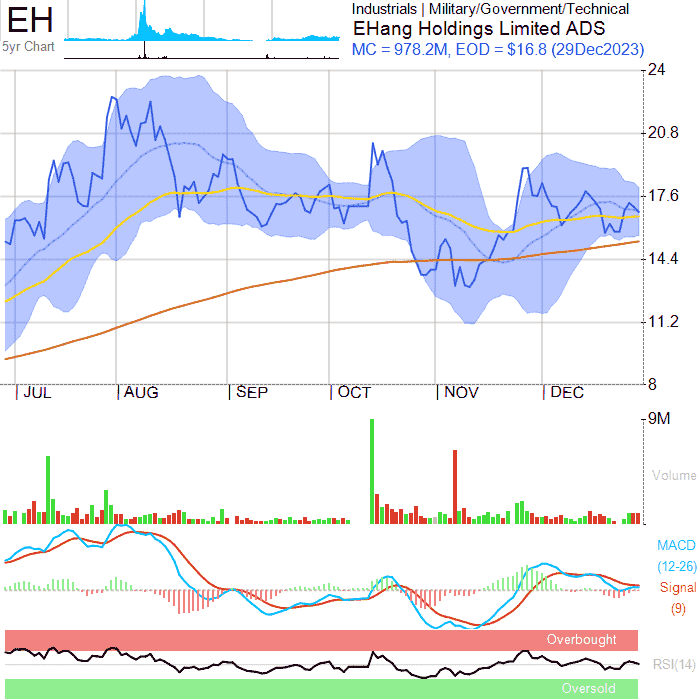 EH
5yr Chart
Industrials | Military/Government/Technical
EHang Holdings Limited ADS
MC = 978.2M, EOD = $16.8 (29Dec2023)
24
20.8
17.6
14.4
11.2
8
JUL AUG SEP OCT NOV DEC
9M
Volume
MACD
(12-26)
Signal
(9)
Overbought
RSI(14)
Oversold